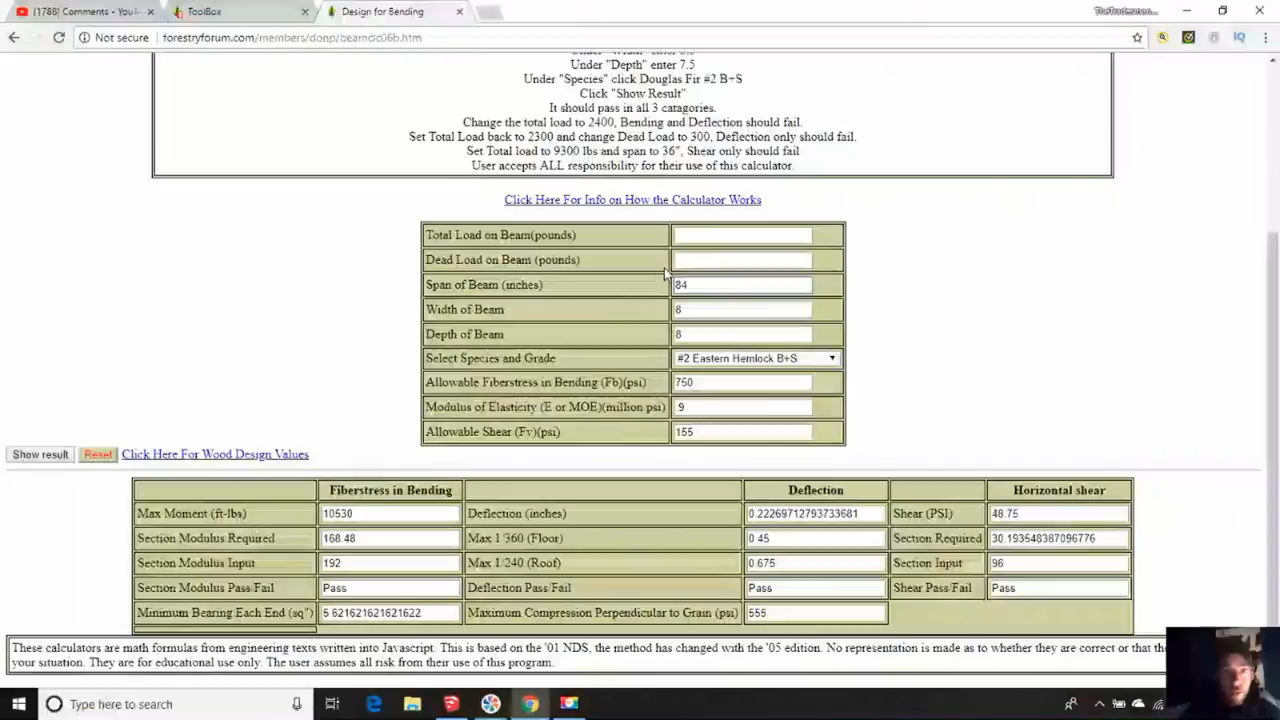 (1788) Comments - You
ToolBox
Design for Bending
Not secure | forestryforum.com/members/donp/beamclc06b.htm
Under "Depth" enter 7.5
Under "Species" click Douglas Fir #2 B+S
Click "Show Result"
It should pass in all 3 catagories.
Change the total load to 2400, Bending and Deflection should fail.
Set Total Load back to 2300 and change Dead Load to 300, Deflection only should fail.
Set Total load to 9300 lbs and span to 36", Shear only should fail
User accepts ALL responsibility for their use of this calculator.
Click Here For Info on How the Calculator Works
Total Load on Beam(pounds)
Dead Load on Beam (pounds)
Span of Beam (inches) 84
Width of Beam 8
Depth of Beam 8
Select Species and Grade #2 Eastern Hemlock B+S
Allowable Fiberstress in Bending (Fb)(psi) 750
Modulus of Elasticity (E or MOE)(million psi) .9
Allowable Shear (Fv)(psi) 155
Show result Reset Click Here For Wood Design Values
Fiberstress in Bending Deflection Horizontal shear
Max Moment (ft-lbs) 10530 Deflection (inches) 0.22269712793733681 Shear (PSI) 48.75
Section Modulus Required 168.48 Max 1/360 (Floor) 0.45 Section Required 30.193548387096776
Section Modulus Input 192 Max 1/240 (Roof) 0.675 Section Input 96
Section Modulus Pass/Fail Pass Deflection Pass/Fail Pass Shear Pass/Fail Pass
Minimum Bearing Each End (sq") 5.621621621621622 Maximum Compression Perpendicular to Grain (psi) 555
These calculators are math formulas from engineering texts written into Javascript. This is based on the '01 NDS, the method has changed with the '05 edition. No representation is made as to whether they are correct or that the
your situation. They are for educational use only. The user assumes all risk from their use of this program.
Type here to search